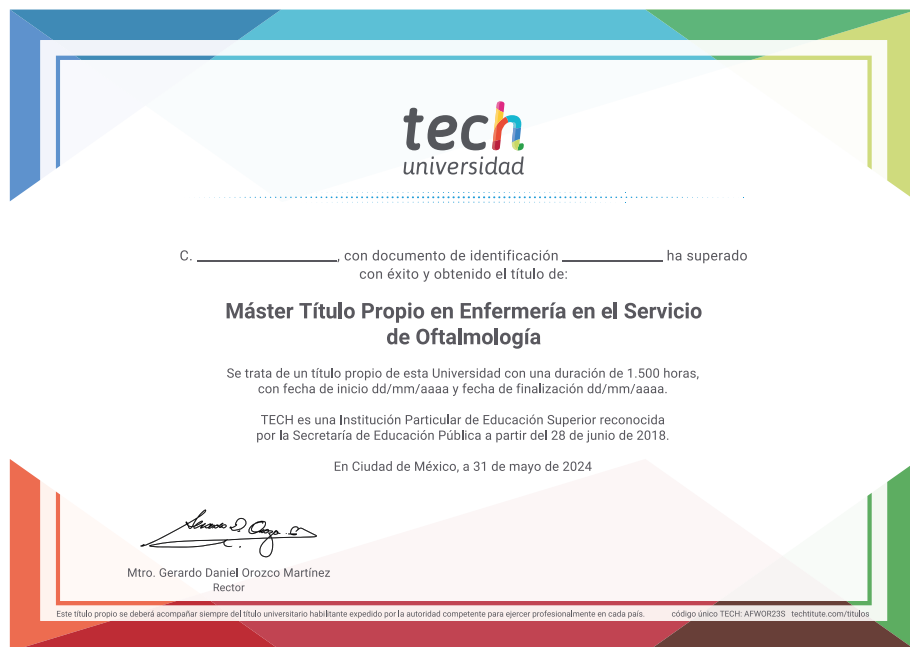 tech
universidad
C. , con documento de identificación ha superado
con éxito y obtenido el título de:
Máster Título Propio en Enfermería en el Servicio
de Oftalmología
Se trata de un título propio de esta Universidad con una duración de 1.500 horas,
con fecha de inicio dd/mm/aaaa y fecha de finalización dd/mm/aaaa.
TECH es una Institución Particular de Educación Superior reconocida
por la Secretaría de Educación Pública a partir del 28 de junio de 2018.
En Ciudad de México, a 31 de mayo de 2024
Mtro. Gerardo Daniel Orozco Martínez
Rector
Este título propio se deberá acompañar siempre del título universitario habilitante expedido por la autoridad competente para ejercer profesionalmente en cada país. código único TECH: AFWOR23S techtitute.com/titulos